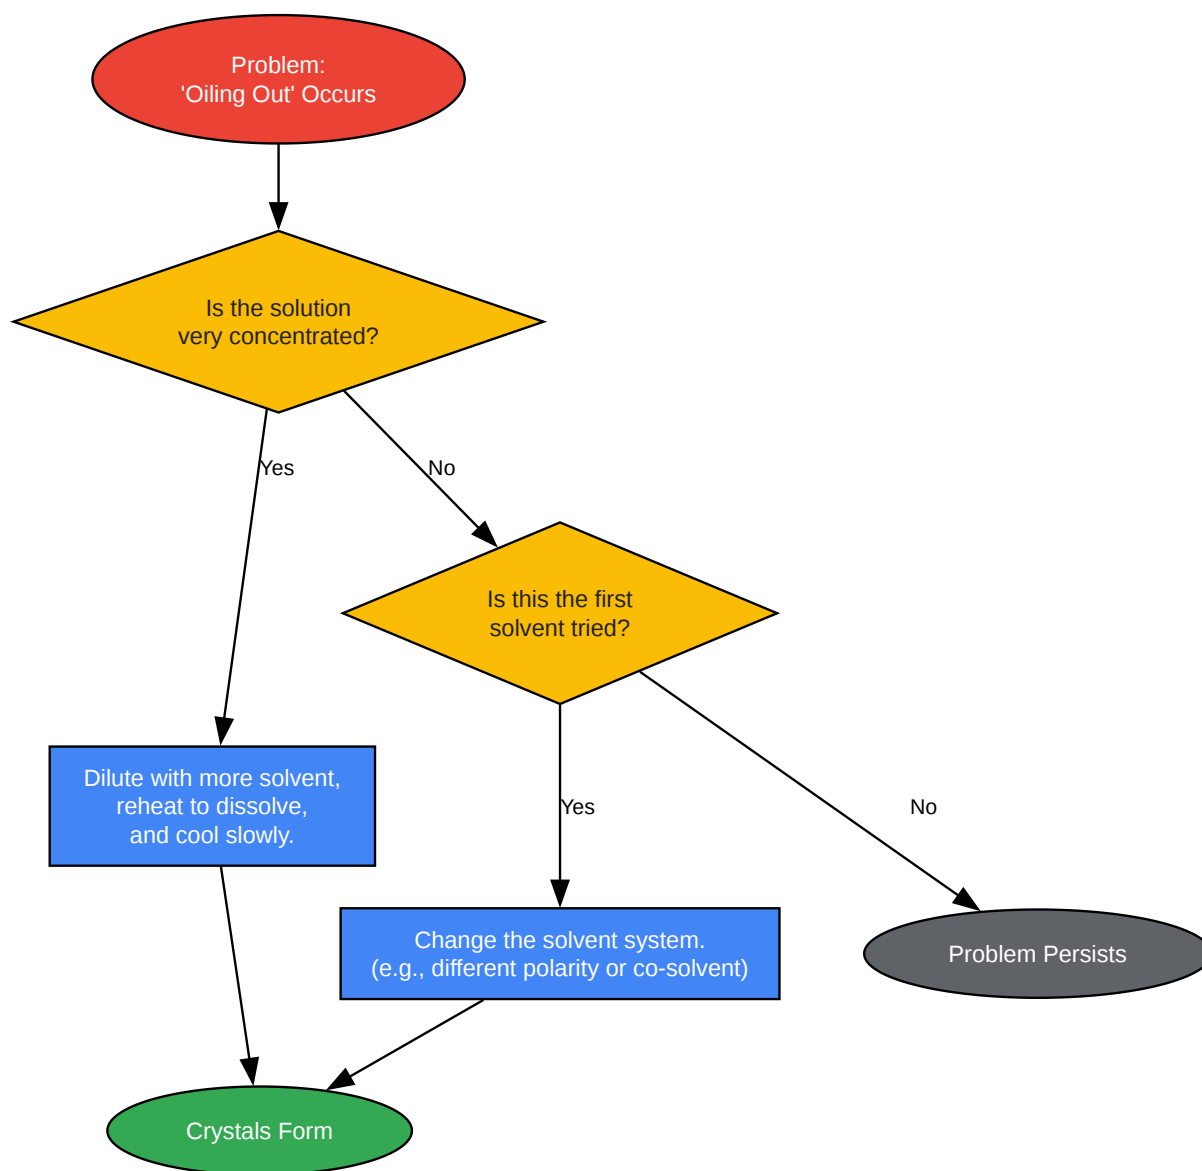 Problem:
'Oiling Out' Occurs
Is the solution
very concentrated?
Yes
No
Is this the first
solvent tried?
Dilute with more solvent,
reheat to dissolve,
and cool slowly.
Yes
No
Change the solvent system.
(e.g., different polarity or co-solvent)
Problem Persists
Crystals Form